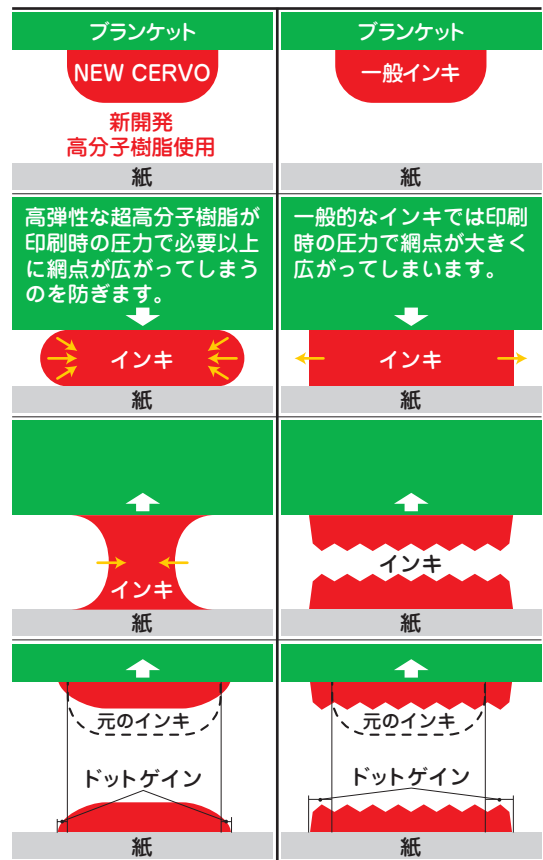 ブランケット
NEW CERVO
新開発
高分子樹脂使用
紙
ブランケット
一般インキ
紙
高弾性な超高分子樹脂が
印刷時の圧力で必要以上
に網点が広がってしまう
のを防ぎます。
インキ
紙
一般的なインキでは印刷
時の圧力で網点が大きく
広がってしまいます。
インキ
紙
インキ
紙
インキ
紙
元のインキ
ドットゲイン
紙
元のインキ
ドットゲイン
紙